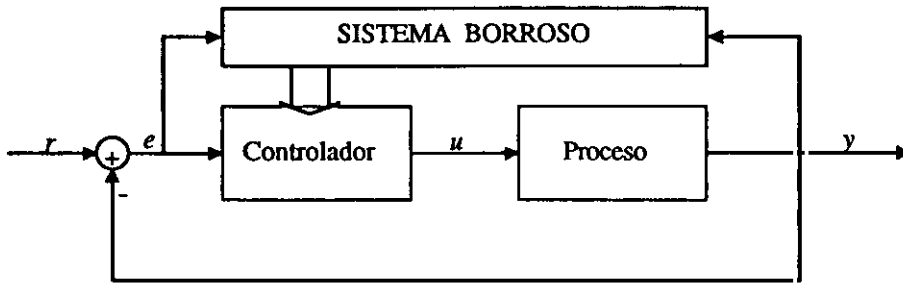 SISTEMA BORROSO
r
+
-
e
Controlador
u
Proceso
y